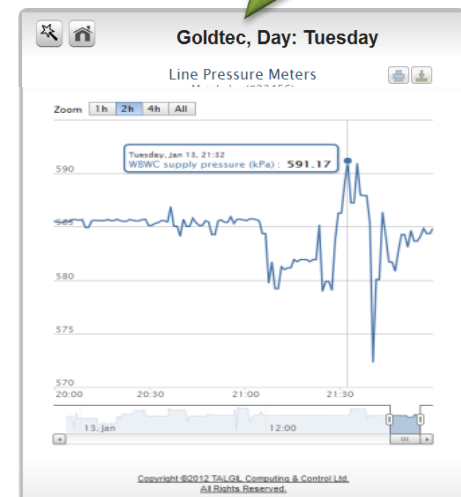 Goldtec, Day: Tuesday
Line Pressure Meters
Zoom 1h 2h 4h All
Tuesday, Jan 13, 21:32
WBWC supply pressure (kPa) : 591.17
590
585
580
575
570
20:00 20:30 21:00 21:30
13. Jan 12:00
Copyright ©2012 TALGIL Computing & Control Ltd.
All Rights Reserved.